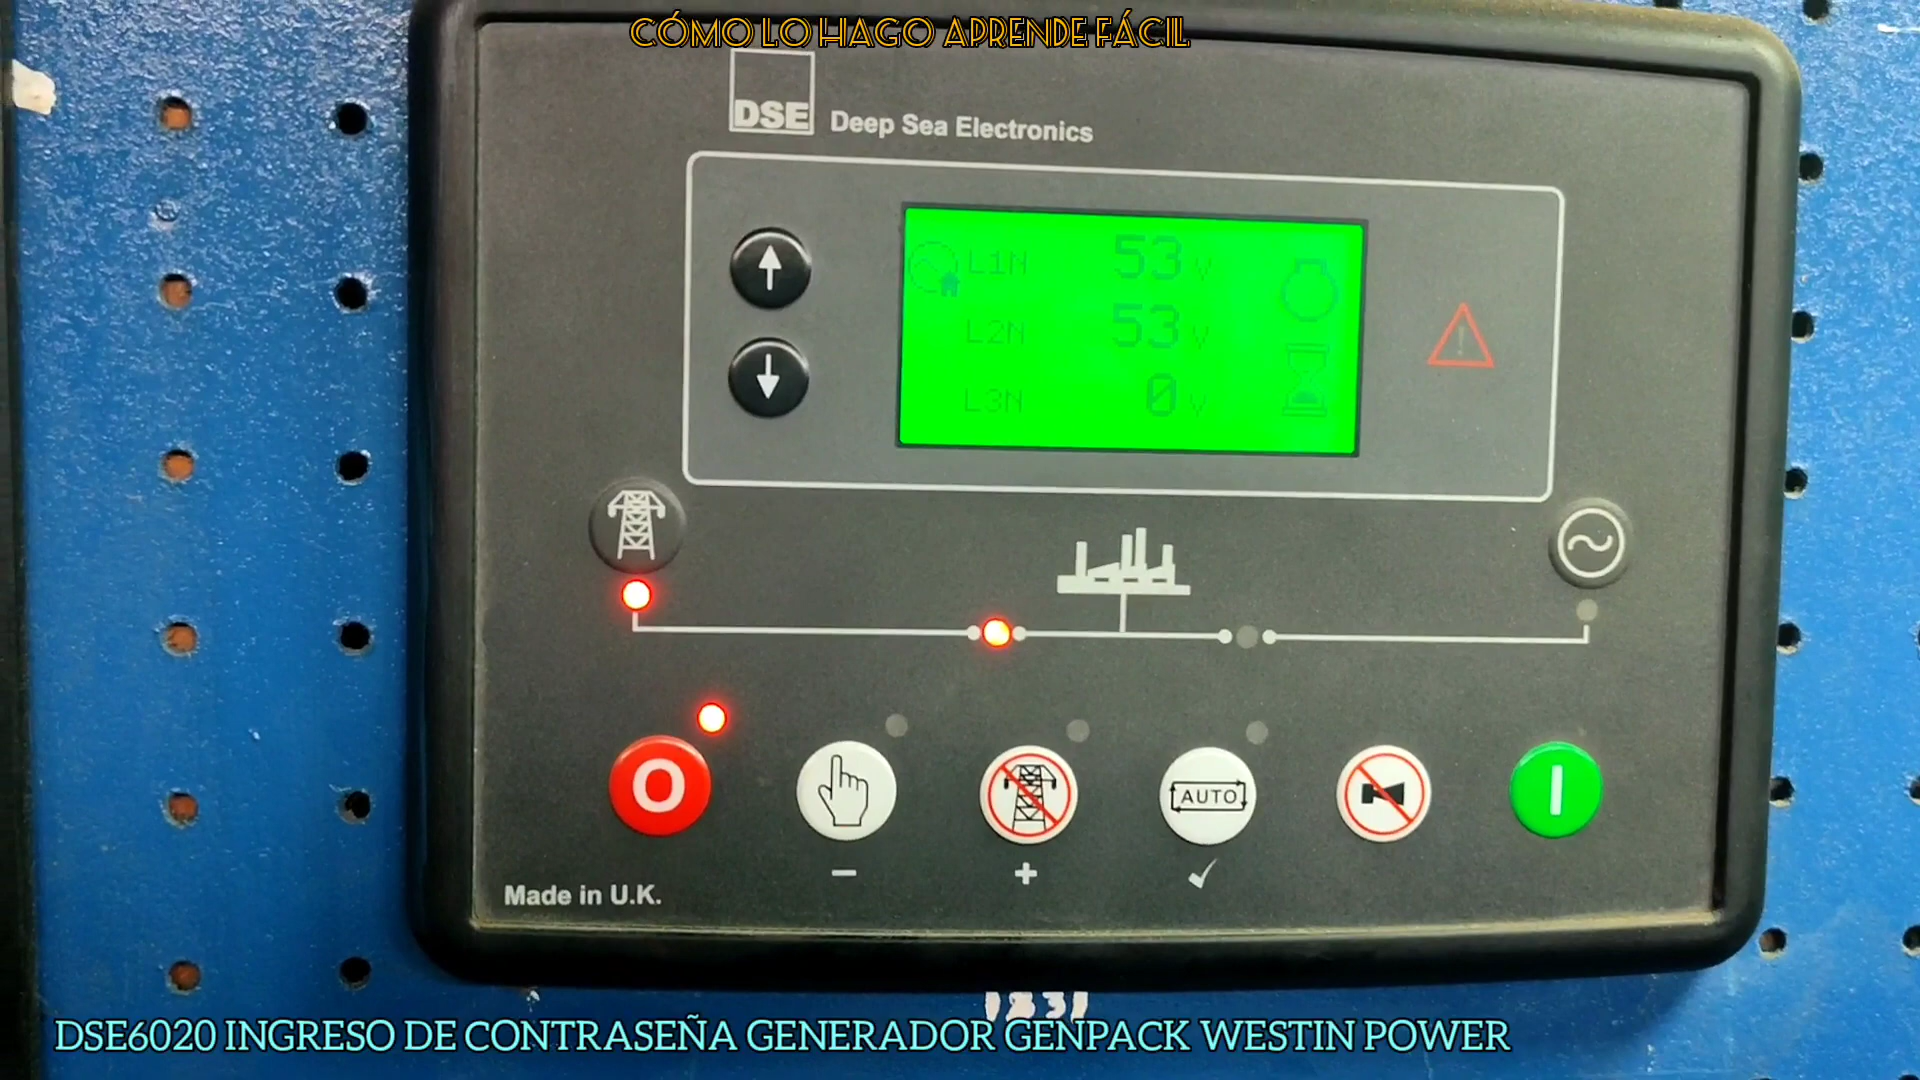 CÓMO LO HAGO APRENDE FÁCIL
DSE Deep Sea Electronics
L1N 53 V
L2N 53 V
L3N 0 V
O
AUTO
I
− + ✓
Made in U.K.
DSE6020 INGRESO DE CONTRASEÑA GENERADOR GENPACK WESTIN POWER